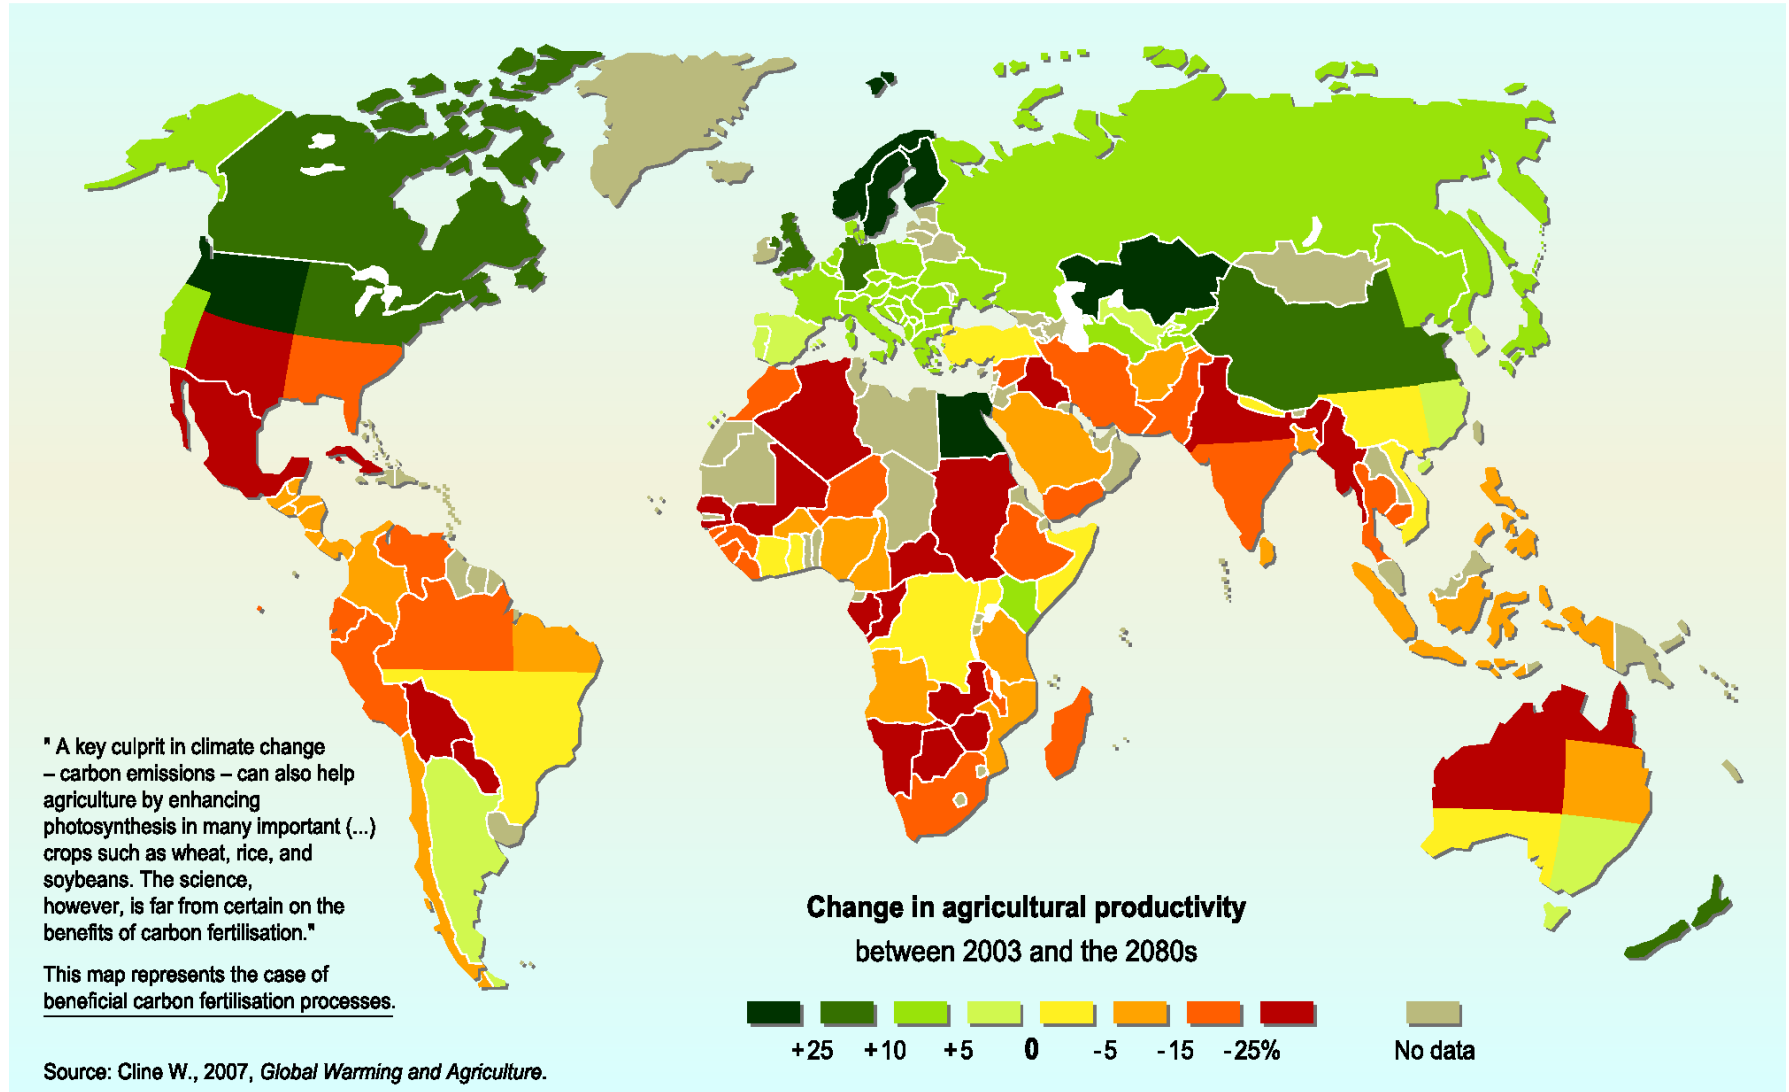 " A key culprit in climate change
– carbon emissions – can also help
agriculture by enhancing
photosynthesis in many important (...)
crops such as wheat, rice, and
soybeans. The science,
however, is far from certain on the
benefits of carbon fertilisation."
This map represents the case of
beneficial carbon fertilisation processes.
Source: Cline W., 2007, Global Warming and Agriculture.
Change in agricultural productivity
between 2003 and the 2080s
+25 +10 +5 0 -5 -15 -25% No data